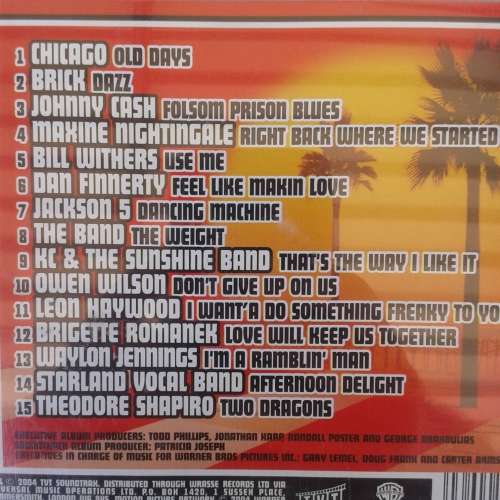 1 CHICAGO OLD DAYS
2 BRICK DAZZ
3 JOHNNY CASH FOLSOM PRISON BLUES
4 MAXINE NIGHTINGALE RIGHT BACK WHERE WE STARTED
5 BILL WITHERS USE ME
6 DAN FINNERTY FEEL LIKE MAKIN LOVE
7 JACKSON 5 DANCING MACHINE
8 THE BAND THE WEIGHT
9 KC & THE SUNSHINE BAND THAT'S THE WAY I LIKE IT
10 OWEN WILSON DON'T GIVE UP ON US
11 LEON HAYWOOD I WANT'A DO SOMETHING FREAKY TO YO
12 BRIGETTE ROMANEK LOVE WILL KEEP US TOGETHER
13 WAYLON JENNINGS I'M A RAMBLIN' MAN
14 STARLAND VOCAL BAND AFTERNOON DELIGHT
15 THEODORE SHAPIRO TWO DRAGONS
EXECUTIVE ALBUM PRODUCERS: TODD PHILLIPS, JONATHAN KARP RANDALL POSTER AND GEORGE DRAKOULIAS
SOUNDTRACK ALBUM PRODUCER: PATRICIA JOSEPH
EXECUTIVES IN CHARGE OF MUSIC FOR WARNER BROS PICTURES INC.: GARY LEMEL, DOUG FRANK AND CARTER ARMS
2004 TVT SOUNDTRAX, DISTRIBUTED THROUGH WRASSE RECORDS LTD VIA
VERSAL MUSIC OPERATIONS LTD. P.O. BOX 1420, 1 SUSSEX PLACE,